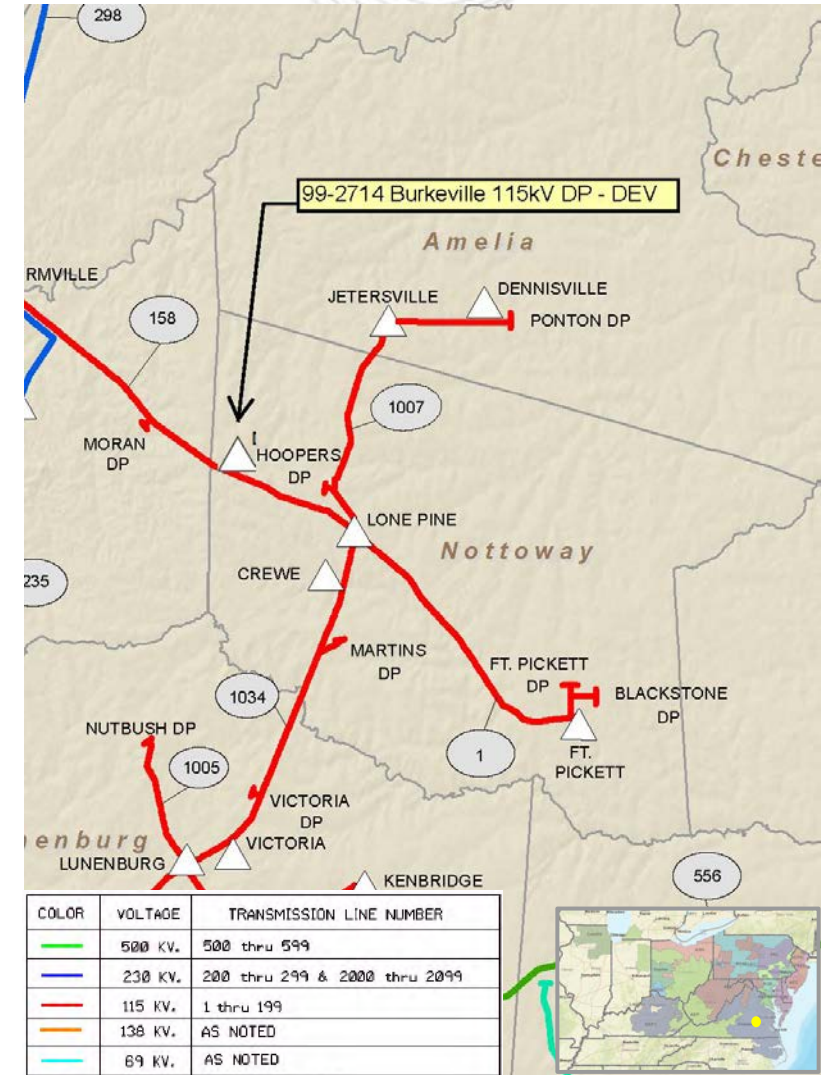 298
Cheste
99-2714 Burkeville 115kV DP - DEV
Amelia
RMVILLE
JETERSVILLE
DENNISVILLE
PONTON DP
158
1007
MORAN
DP
HOOPERS
DP
LONE PINE
Nottoway
CREWE
235
MARTINS
DP
FT. PICKETT
DP
BLACKSTONE
DP
1034
NUTBUSH DP
1
FT.
PICKETT
1005
VICTORIA
DP
enburg
VICTORIA
LUNENBURG
KENBRIDGE
556
COLOR VOLTAGE TRANSMISSION LINE NUMBER
500 KV. 500 thru 599
230 KV. 200 thru 299 & 2000 thru 2099
115 KV. 1 thru 199
138 KV. AS NOTED
69 KV. AS NOTED